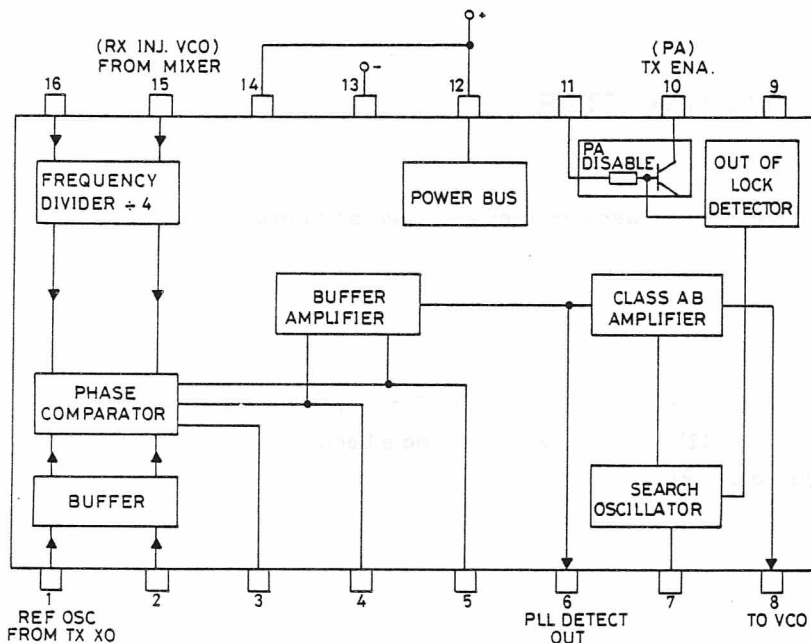 (RX INJ. VCO)
FROM MIXER
(PA)
TX ENA.
+
-
16
15
14
13
12
11
10
9
FREQUENCY
DIVIDER ÷ 4
POWER BUS
PA
DISABLE
OUT OF
LOCK
DETECTOR
BUFFER
AMPLIFIER
CLASS AB
AMPLIFIER
PHASE
COMPARATOR
BUFFER
SEARCH
OSCILLATOR
1
2
3
4
5
6
7
8
REF OSC
FROM TX XO
PLL DETECT
OUT
TO VCO